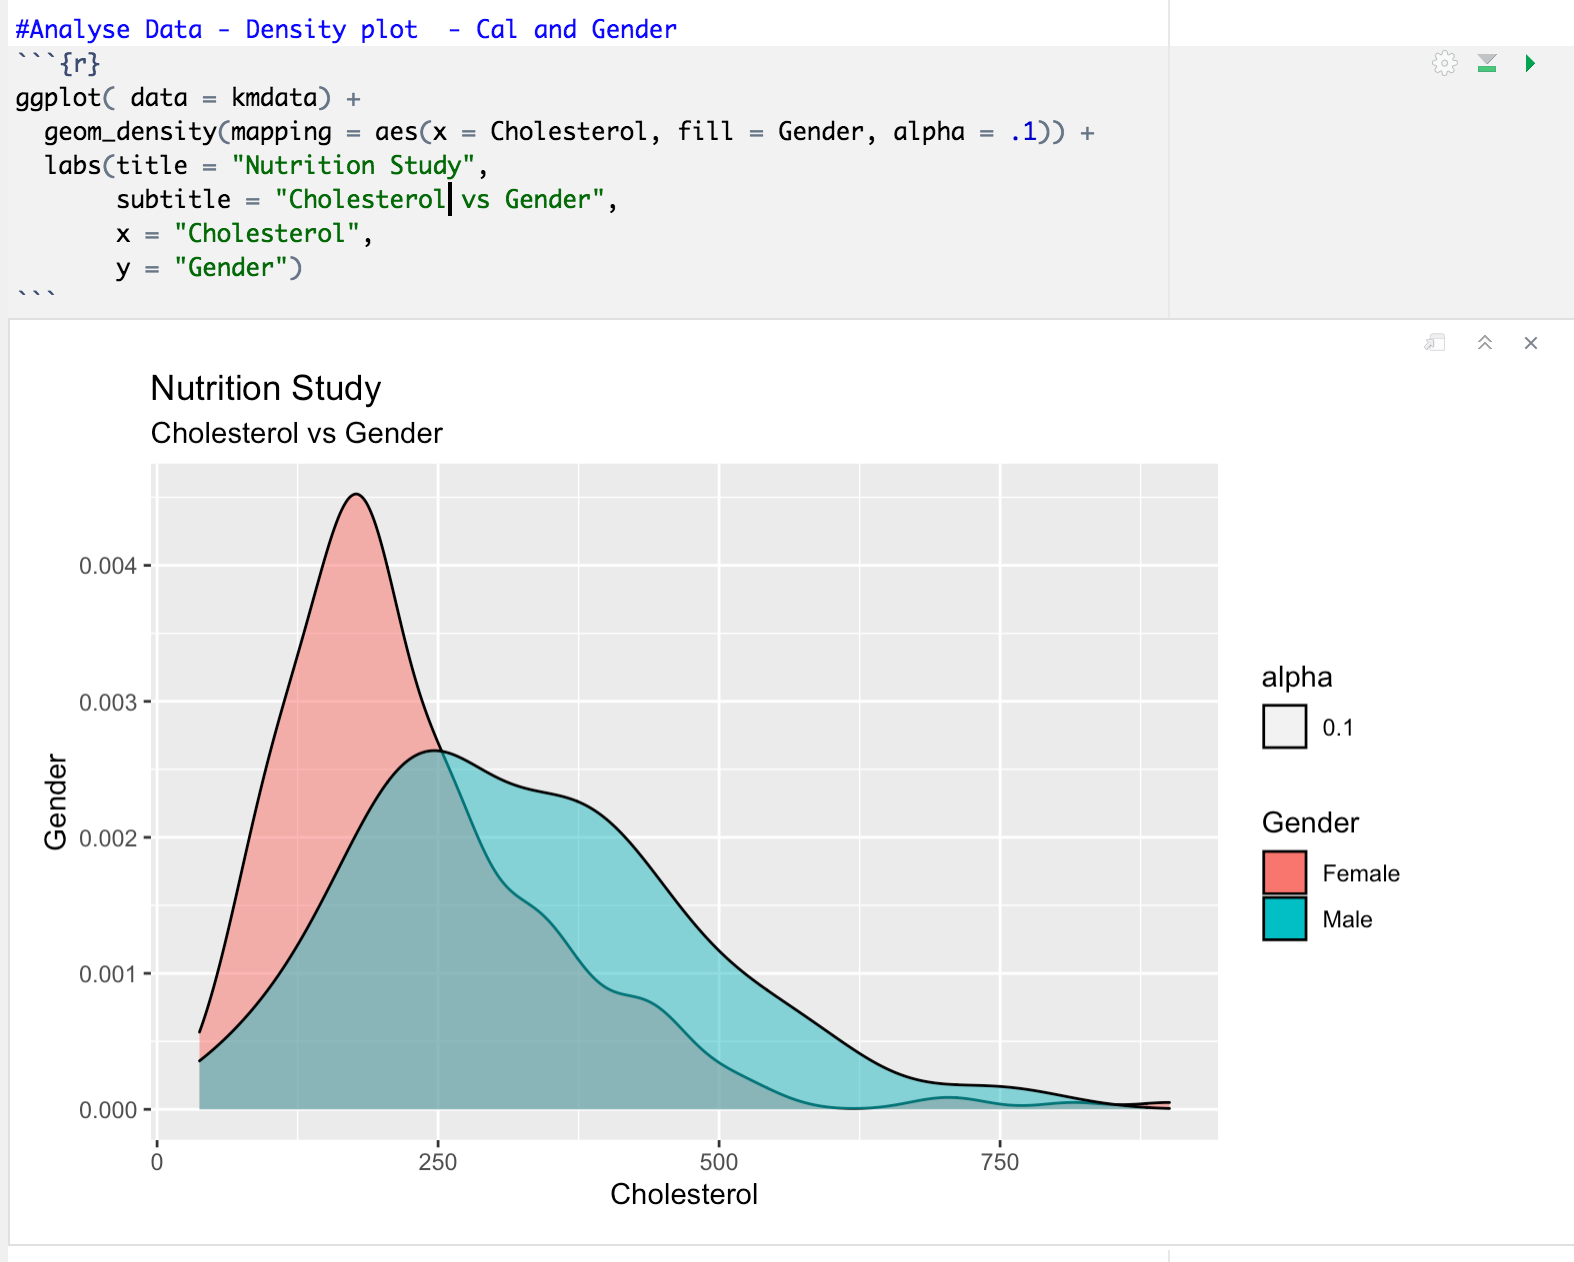 #Analyse Data - Density plot  - Cal and Gender
```{r}
ggplot( data = kmdata) +
  geom_density(mapping = aes(x = Cholesterol, fill = Gender, alpha = .1)) +
  labs(title = "Nutrition Study",
       subtitle = "Cholesterol vs Gender",
       x = "Cholesterol",
       y = "Gender")
```
Nutrition Study
Cholesterol vs Gender
Gender
0.004
0.003
0.002
0.001
0.000
0
250
500
750
Cholesterol
alpha
0.1
Gender
Female
Male